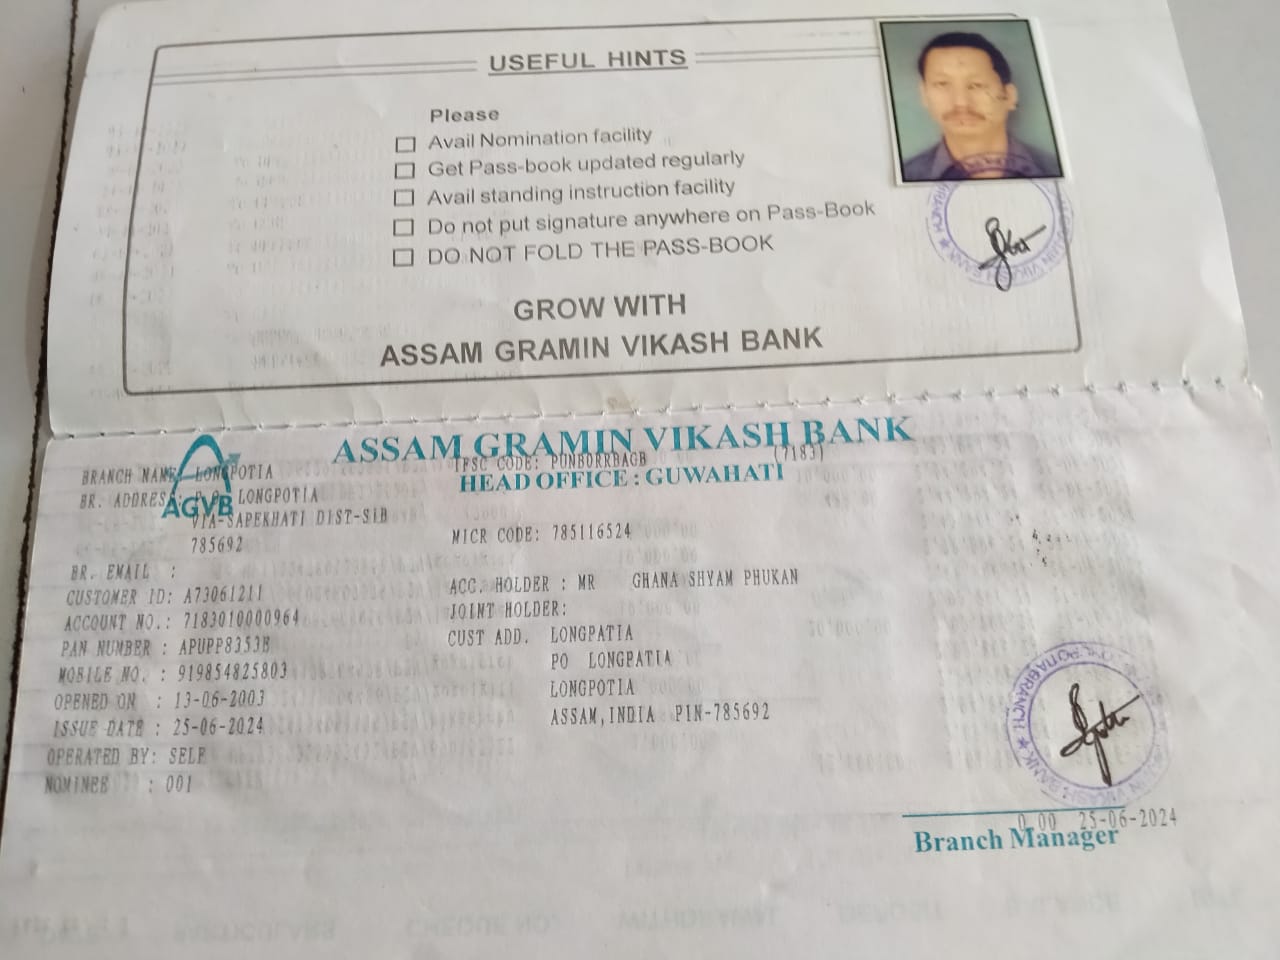 USEFUL HINTS
Please
Avail Nomination facility
Get Pass-book updated regularly
Avail standing instruction facility
Do not put signature anywhere on Pass-Book
DO NOT FOLD THE PASS-BOOK
GROW WITH
ASSAM GRAMIN VIKASH BANK
ASSAM GRAMIN VIKASH BANK
BRANCH NAME LONGPOTIA
IFSC CODE: PUNB0RRBAGB (7183)
HEAD OFFICE : GUWAHATI
BR. ADDRESS: P.O. LONGPOTIA
AGVB
VIA-SAPEKHATI DIST-SIB
785692
MICR CODE: 785116524
BR. EMAIL :
CUSTOMER ID: A73061211
ACC. HOLDER : MR GHANA SHYAM PHUKAN
ACCOUNT NO.: 7183010000964
JOINT HOLDER:
PAN NUMBER : APUPP8353B
CUST ADD. LONGPATIA
MOBILE NO. : 919854825803
PO LONGPATIA
OPENED ON : 13-06-2003
LONGPOTIA
ISSUE DATE : 25-06-2024
ASSAM,INDIA PIN-785692
OPERATED BY: SELF
NOMINEE : 001
0.00 25-06-2024
Branch Manager